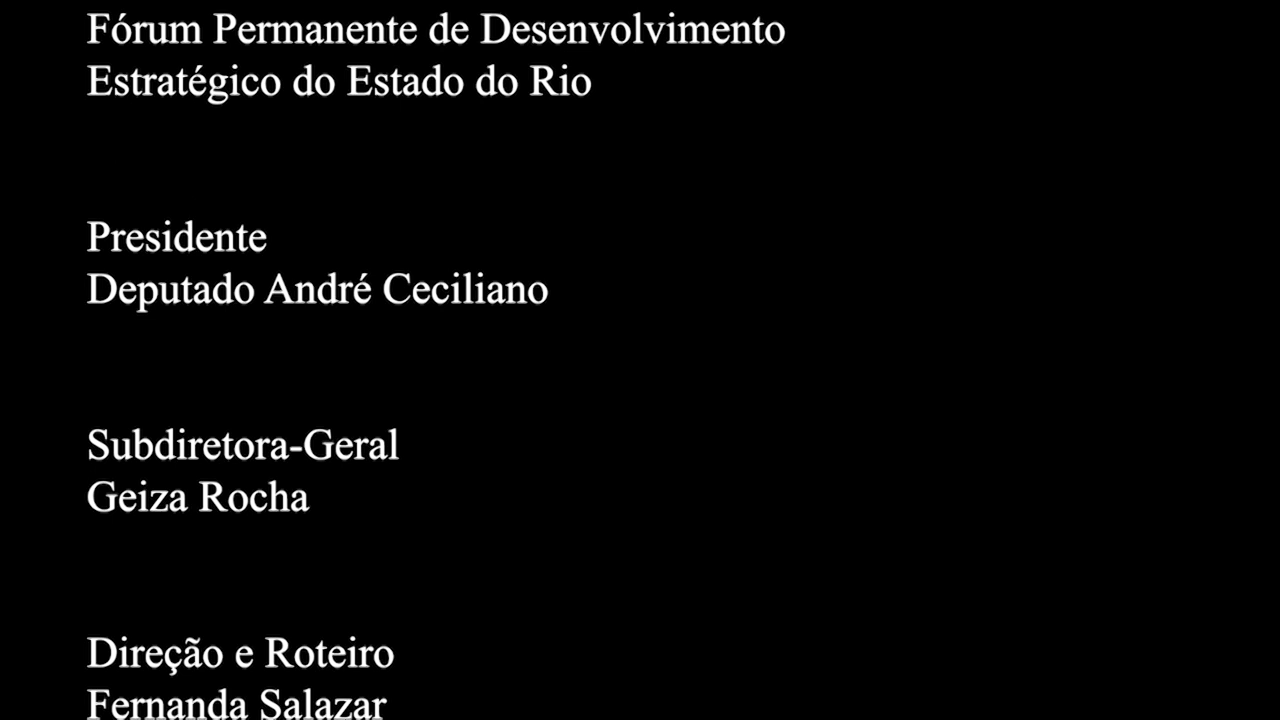 Fórum Permanente de Desenvolvimento
Estratégico do Estado do Rio
Presidente
Deputado André Ceciliano
Subdiretora-Geral
Geiza Rocha
Direção e Roteiro
Fernanda Salazar